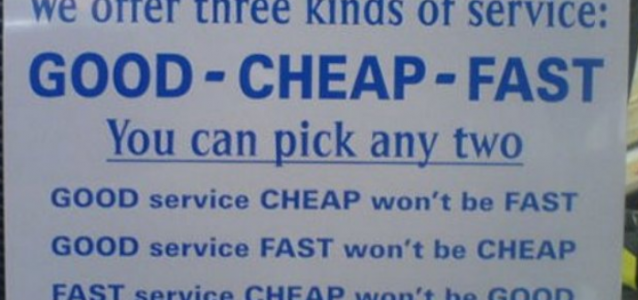 We offer three kinds of service:
GOOD - CHEAP - FAST
You can pick any two
GOOD service CHEAP won't be FAST
GOOD service FAST won't be CHEAP
FAST service CHEAP won't be GOOD